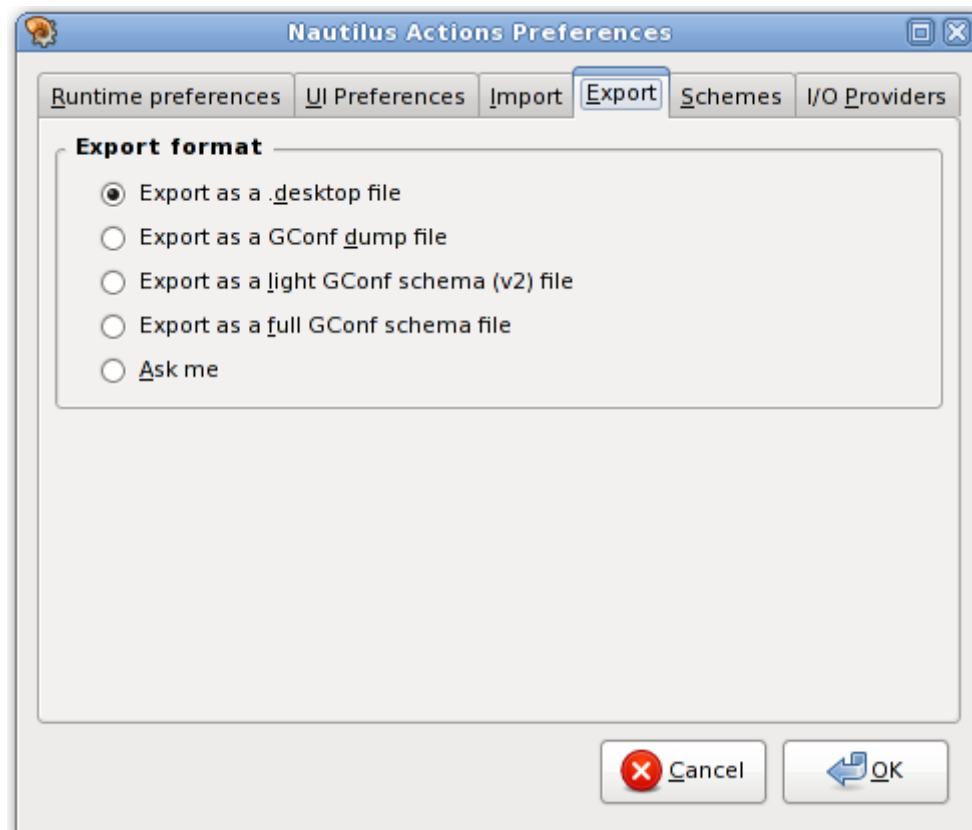 Nautilus Actions Preferences
Runtime preferences UI Preferences Import Export Schemes I/O Providers
Export format
Export as a .desktop file
Export as a GConf dump file
Export as a light GConf schema (v2) file
Export as a full GConf schema file
Ask me
Cancel OK